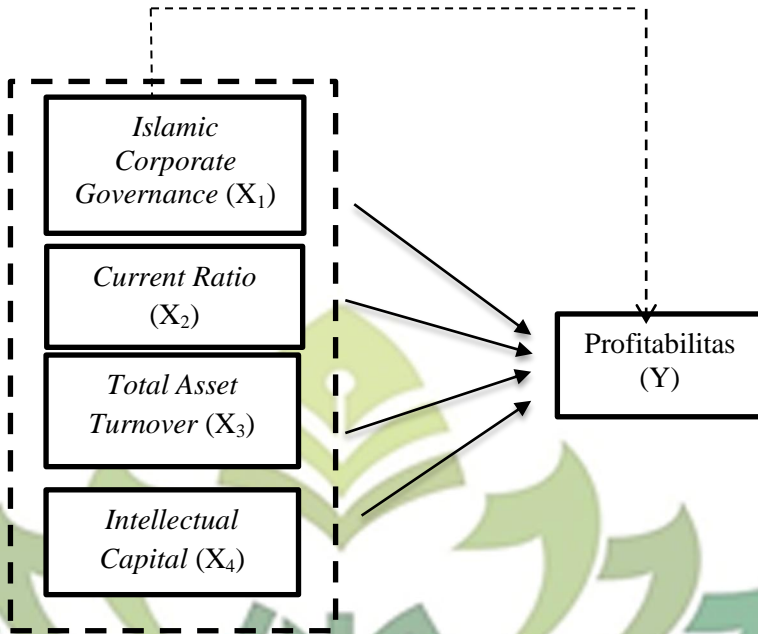 Islamic
Corporate
Governance (X₁)
Current Ratio
(X₂)
Total Asset
Turnover (X₃)
Intellectual
Capital (X₄)
Profitabilitas
(Y)